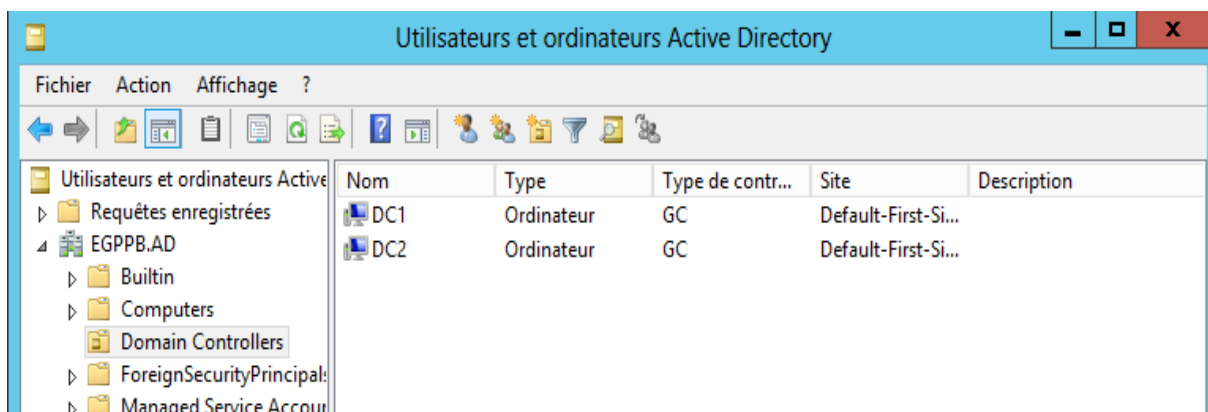 Utilisateurs et ordinateurs Active Directory
Fichier Action Affichage ?
Utilisateurs et ordinateurs Active
Nom Type Type de contr... Site Description
Requêtes enregistrées
DC1 Ordinateur GC Default-First-Si...
EGPPB.AD
DC2 Ordinateur GC Default-First-Si...
Builtin
Computers
Domain Controllers
ForeignSecurityPrincipals
Managed Service Accou